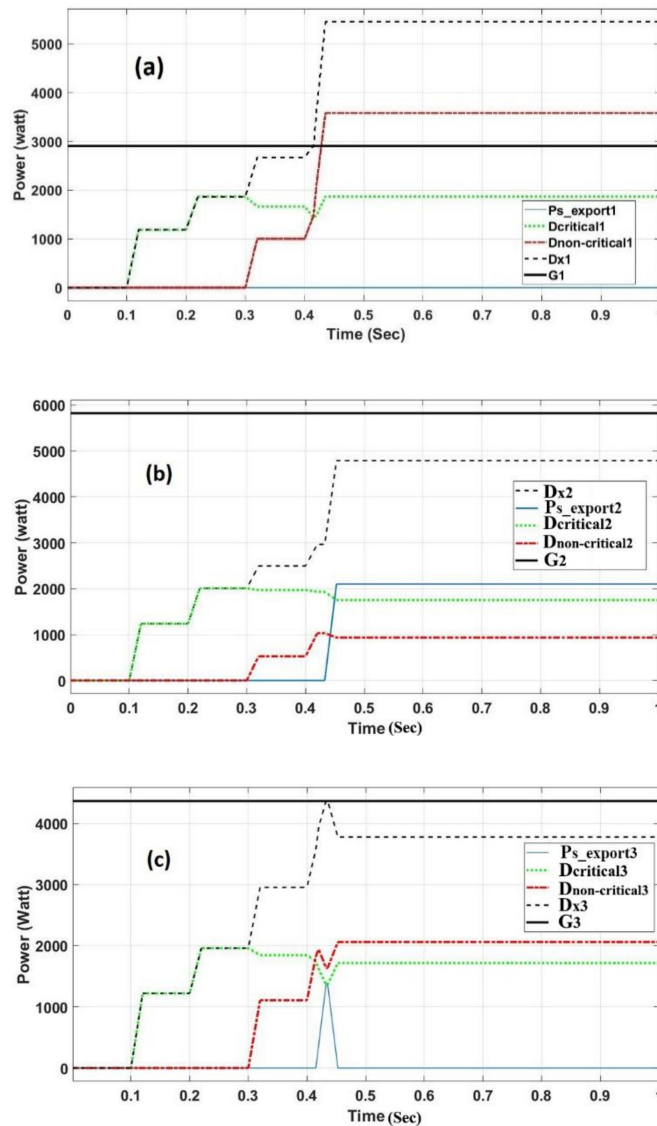 (a)
Power (watt)
5000
4000
3000
2000
1000
0
Ps_export1
Dcritical1
Dnon-critical1
Dx1
G1
0 0.1 0.2 0.3 0.4 0.5 0.6 0.7 0.8 0.9
Time (Sec)
(b)
Power (watt)
6000
5000
4000
3000
2000
1000
0
Dx2
Ps_export2
Dcritical2
Dnon-critical2
G2
0 0.1 0.2 0.3 0.4 0.5 0.6 0.7 0.8 0.9 1
Time (Sec)
(c)
Power (Watt)
4000
3000
2000
1000
0
Ps_export3
Dcritical3
Dnon-critical3
Dx3
G3
0.1 0.2 0.3 0.4 0.5 0.6 0.7 0.8 0.9
Time (Sec)